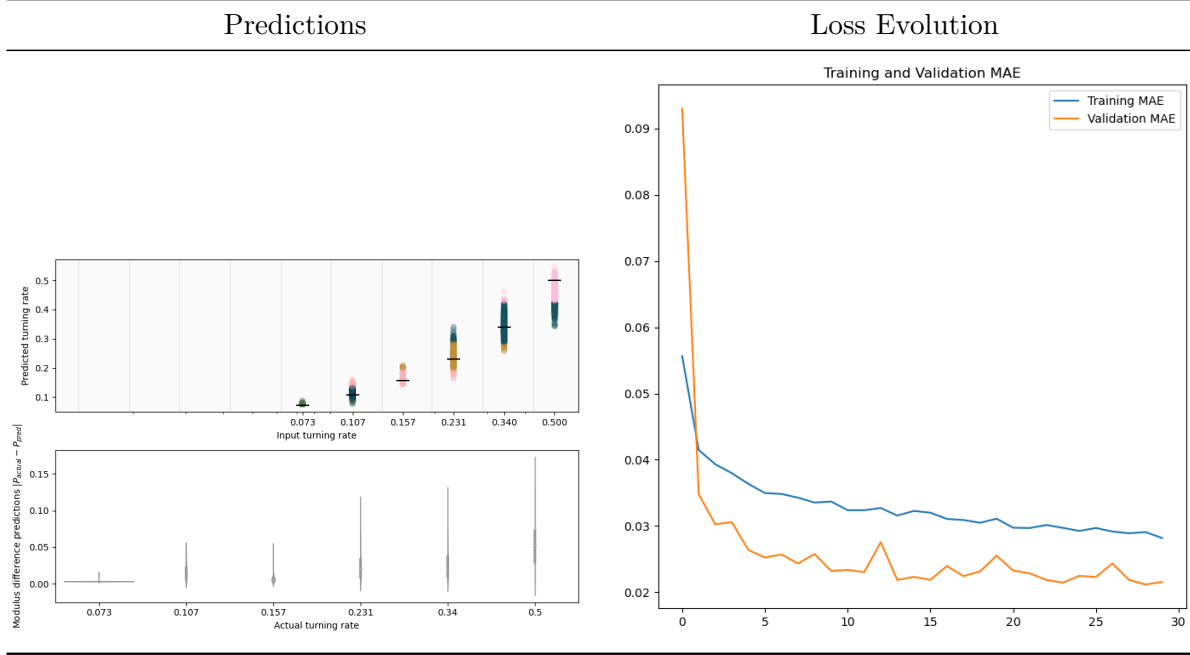 Predictions
Loss Evolution
Predicted turning rate
0.5
0.4
0.3
0.2
0.1
0.073 0.107 0.157 0.231 0.340 0.500
Input turning rate
Modulus difference predictions |P_actual − P_pred|
0.15
0.10
0.05
0.00
0.073 0.107 0.157 0.231 0.34 0.5
Actual turning rate
Training and Validation MAE
Training MAE
Validation MAE
0.09
0.08
0.07
0.06
0.05
0.04
0.03
0.02
0 5 10 15 20 25 30